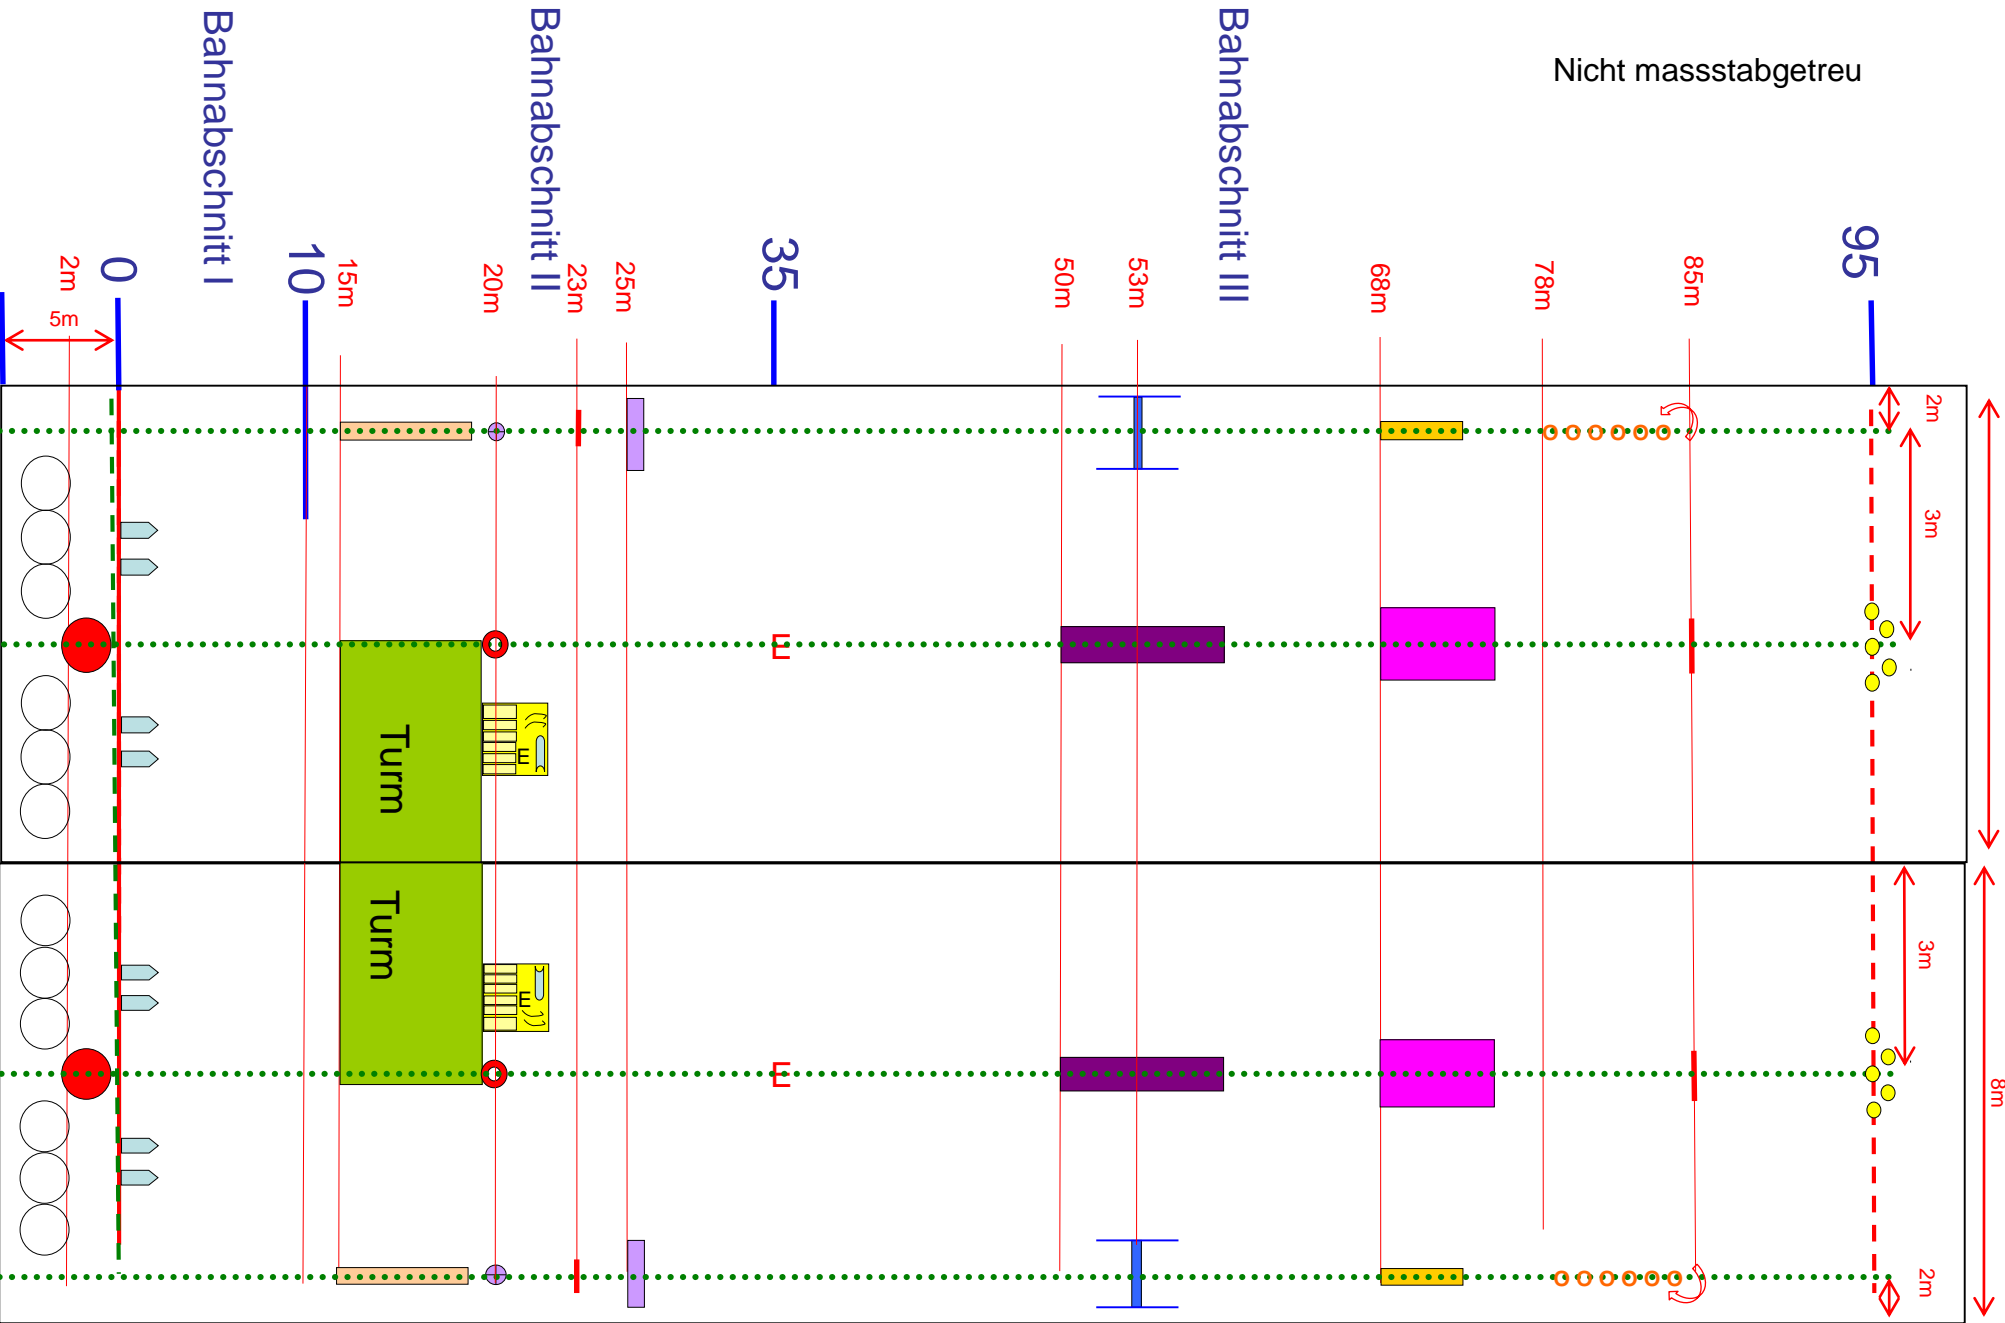 Nicht massstabgetreu
Bahnabschnitt I
Bahnabschnitt II
Bahnabschnitt III
2m
0
10
15m
20m
23m
25m
35
50m
53m
68m
78m
85m
95
5m
2m
3m
E
E
Turm
Turm
E
E
3m
8m
2m
o o o o o o
o o o o o o